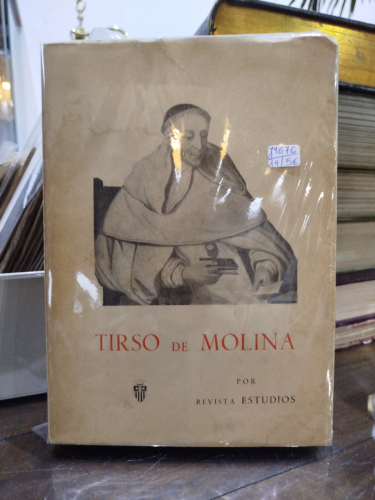 TIRSO DE MOLINA
POR
REVISTA ESTUDIOS